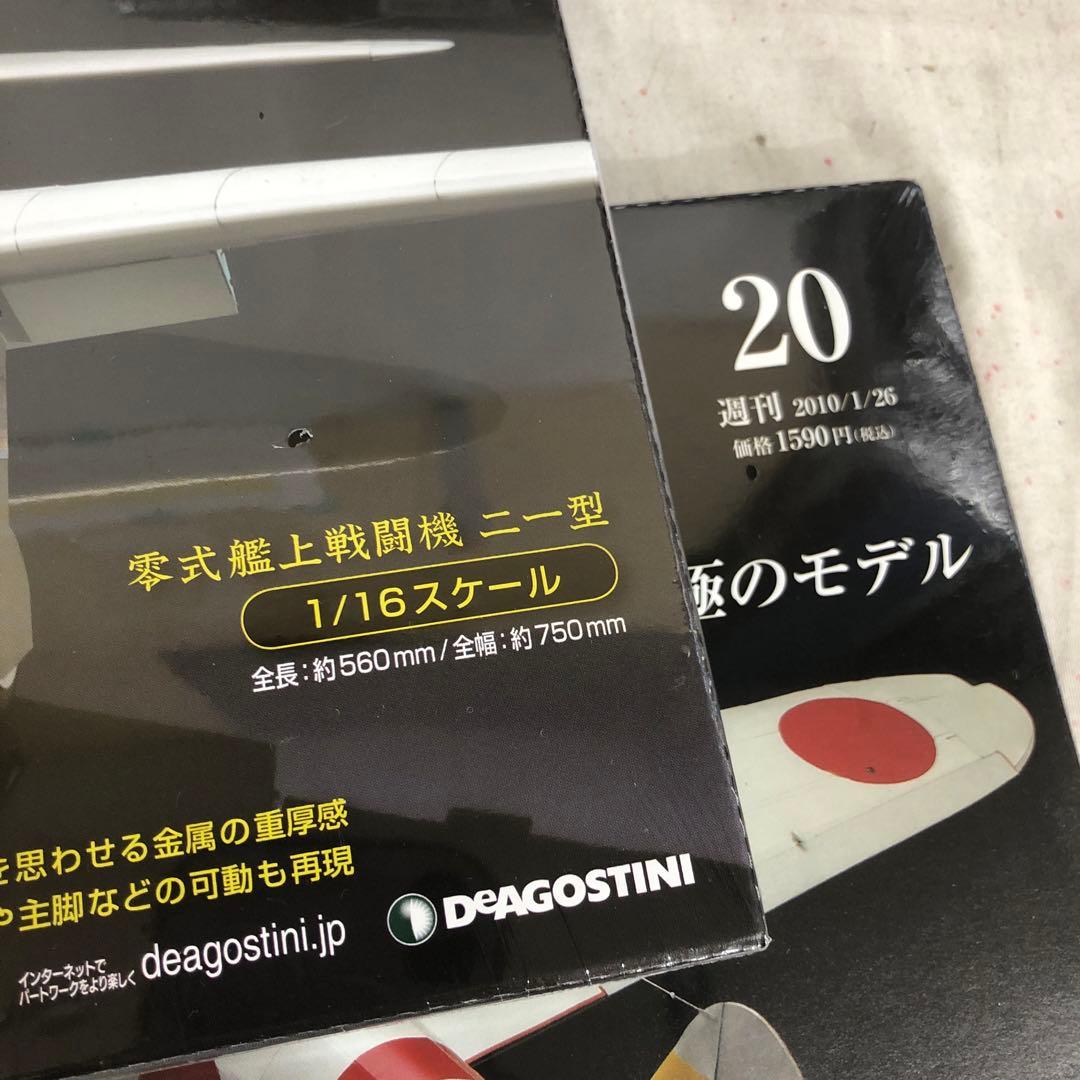 20
週刊 2010/1/26
価格1590円(税込)
極のモデル
零式艦上戦闘機 二一型
1/16スケール
全長:約560mm/全幅:約750mm
を思わせる金属の重厚感
や主脚などの可動も再現
インターネットで
パートワークをより楽しく
deagostini.jp
DeAGOSTINI